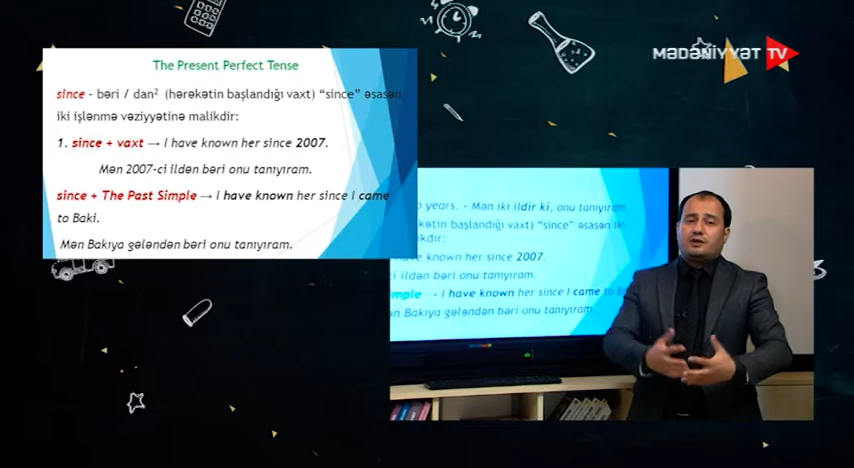 MƏDƏNİYYƏT TV
The Present Perfect Tense
since - bəri / dan² (hərəkətin başlandığı vaxt) “since” əsasən
iki işlənmə vəziyyətinə malikdir:
1. since + vaxt → I have known her since 2007.
Mən 2007-ci ildən bəri onu tanıyıram.
since + The Past Simple → I have known her since I came
to Baki.
Mən Bakıya gələndən bəri onu tanıyıram.
years. - Mən iki ildir ki, onu tanıyıram.
başlandığı vaxt) “since” əsasən iki
known her since 2007.
ildən bəri onu tanıyıram.
→ I have known her since I came to
Bakıya gələndən bəri onu tanıyıram.